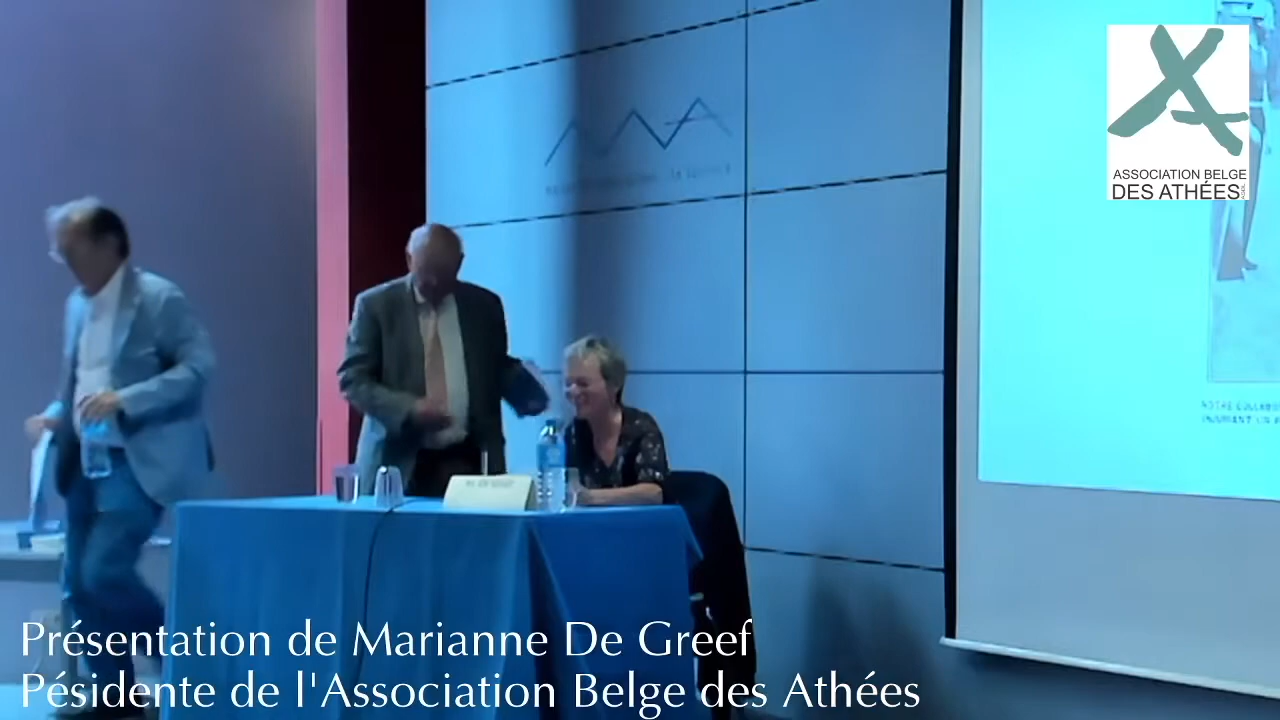 ASSOCIATION BELGE
DES ATHÉES
Présentation de Marianne De Greef
Pésidente de l'Association Belge des Athées